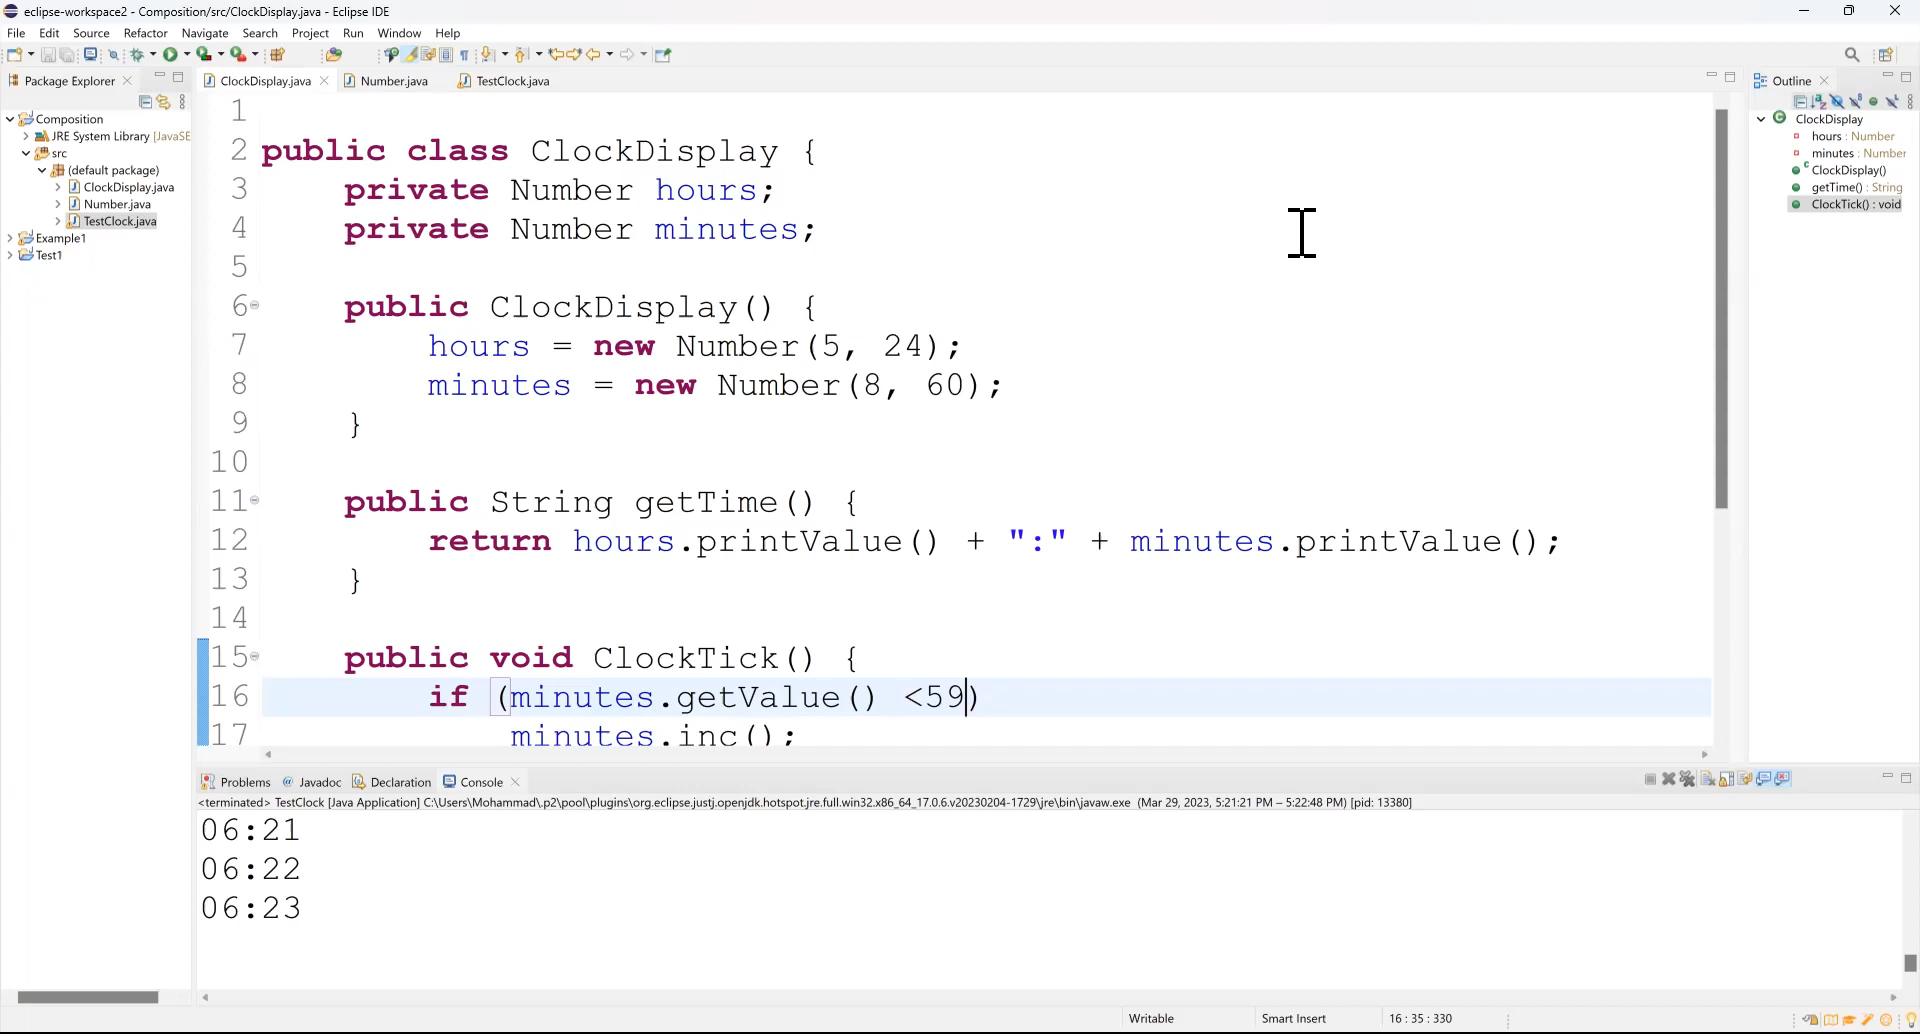 eclipse-workspace2 - Composition/src/ClockDisplay.java - Eclipse IDE
File Edit Source Refactor Navigate Search Project Run Window Help
Package Explorer
ClockDisplay.java Number.java TestClock.java
Outline
Composition
JRE System Library [JavaSE
src
(default package)
ClockDisplay.java
Number.java
TestClock.java
Example1
Test1
1
2 public class ClockDisplay {
3 private Number hours;
4 private Number minutes;
5
6 public ClockDisplay() {
7 hours = new Number(5, 24);
8 minutes = new Number(8, 60);
9 }
10
11 public String getTime() {
12 return hours.printValue() + ":" + minutes.printValue();
13 }
14
15 public void ClockTick() {
16 if (minutes.getValue() <59)
17 minutes.inc();
ClockDisplay
hours : Number
minutes : Number
ClockDisplay()
getTime() : String
ClockTick() : void
Problems Javadoc Declaration Console
<terminated> TestClock [Java Application] C:\Users\Mohammad\.p2\pool\plugins\org.eclipse.justj.openjdk.hotspot.jre.full.win32.x86_64_17.0.6.v20230204-1729\jre\bin\javaw.exe (Mar 29, 2023, 5:21:21 PM – 5:22:48 PM) [pid: 13380]
06:21
06:22
06:23
Writable Smart Insert 16 : 35 : 330